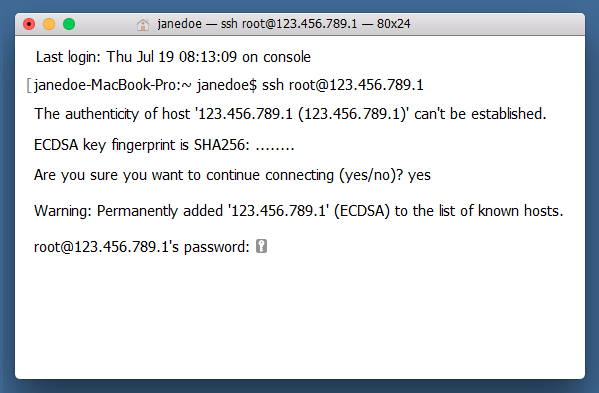 janedoe — ssh root@123.456.789.1 — 80x24
Last login: Thu Jul 19 08:13:09 on console
[janedoe-MacBook-Pro:~ janedoe$ ssh root@123.456.789.1
The authenticity of host '123.456.789.1 (123.456.789.1)' can't be established.
ECDSA key fingerprint is SHA256: ........
Are you sure you want to continue connecting (yes/no)? yes
Warning: Permanently added '123.456.789.1' (ECDSA) to the list of known hosts.
root@123.456.789.1's password: